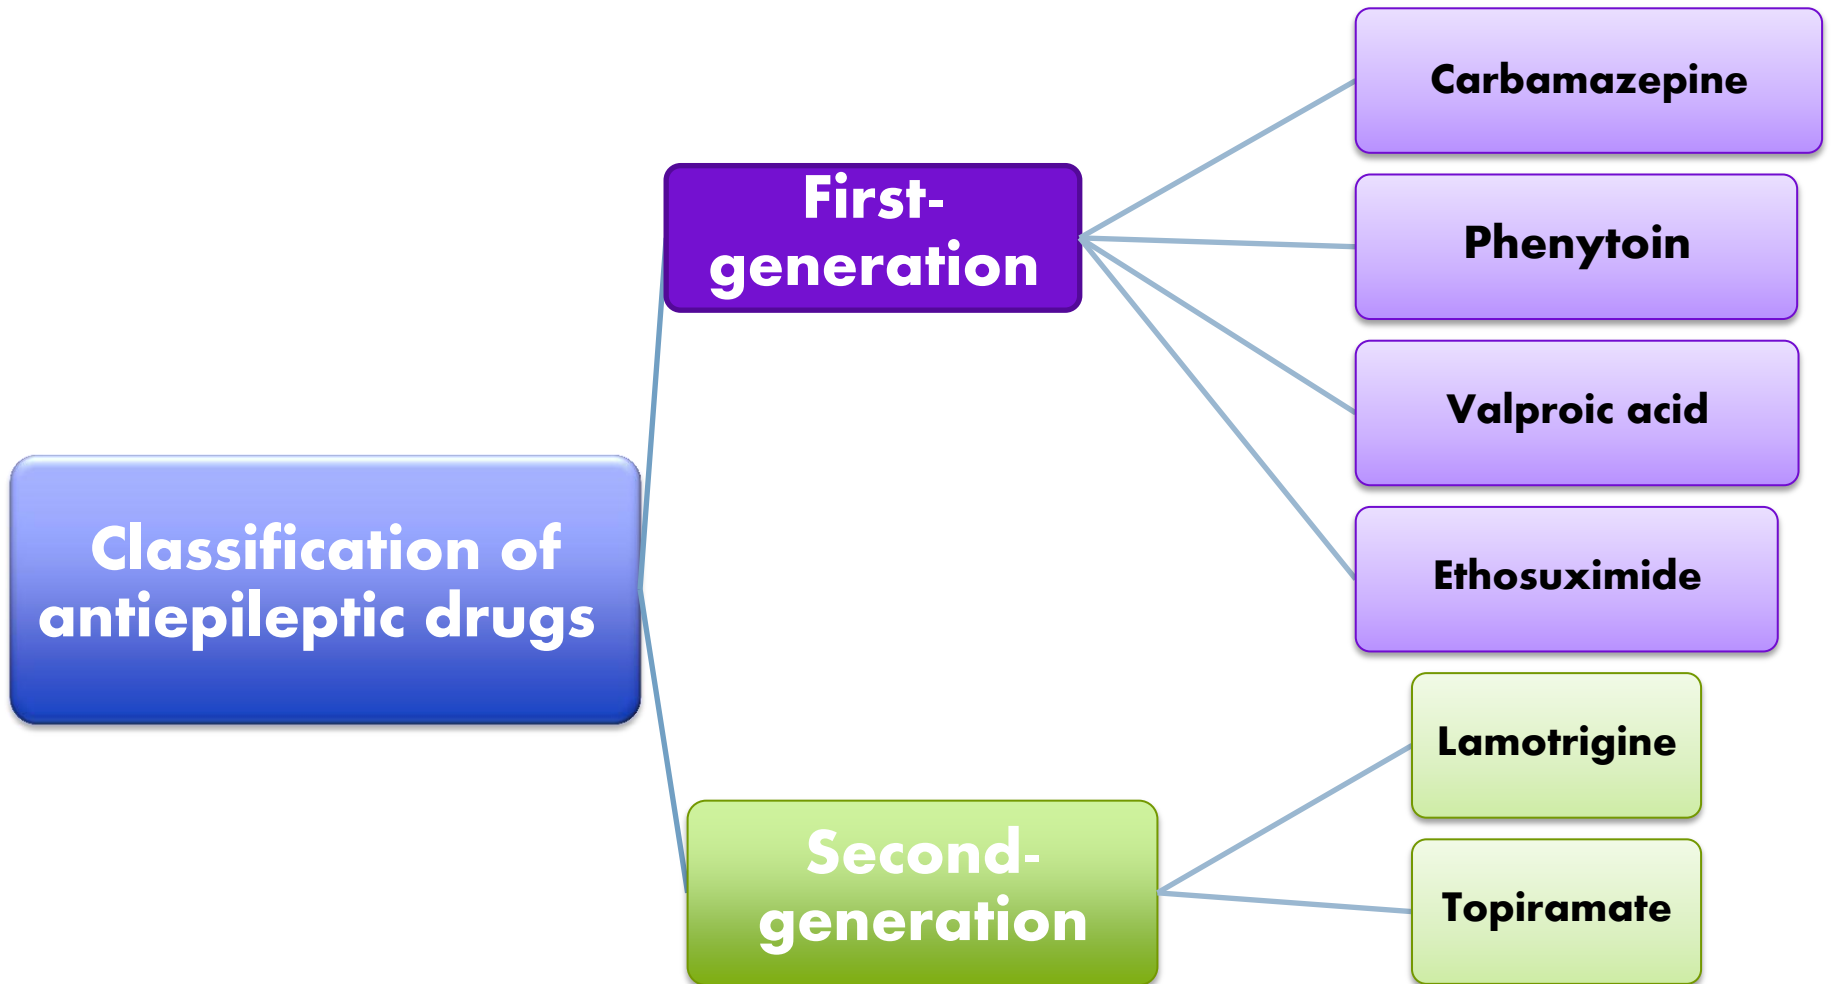 Classification of
antiepileptic drugs
First-
generation
Carbamazepine
Phenytoin
Valproic acid
Ethosuximide
Second-
generation
Lamotrigine
Topiramate